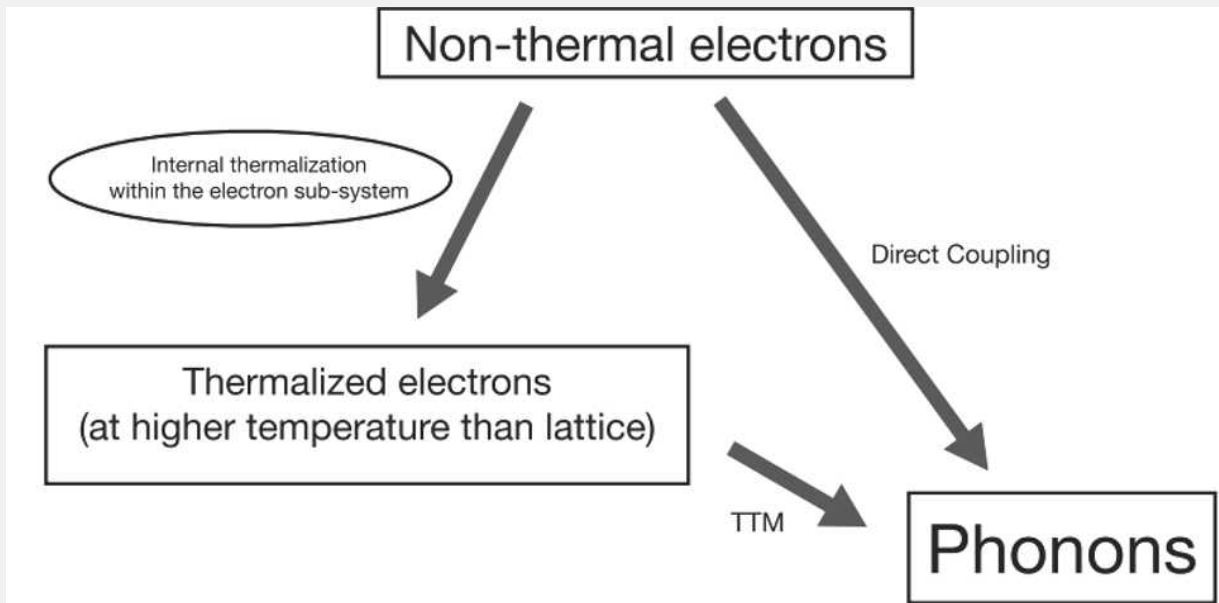 Non-thermal electrons
Internal thermalization
within the electron sub-system
Direct Coupling
Thermalized electrons
(at higher temperature than lattice)
TTM
Phonons